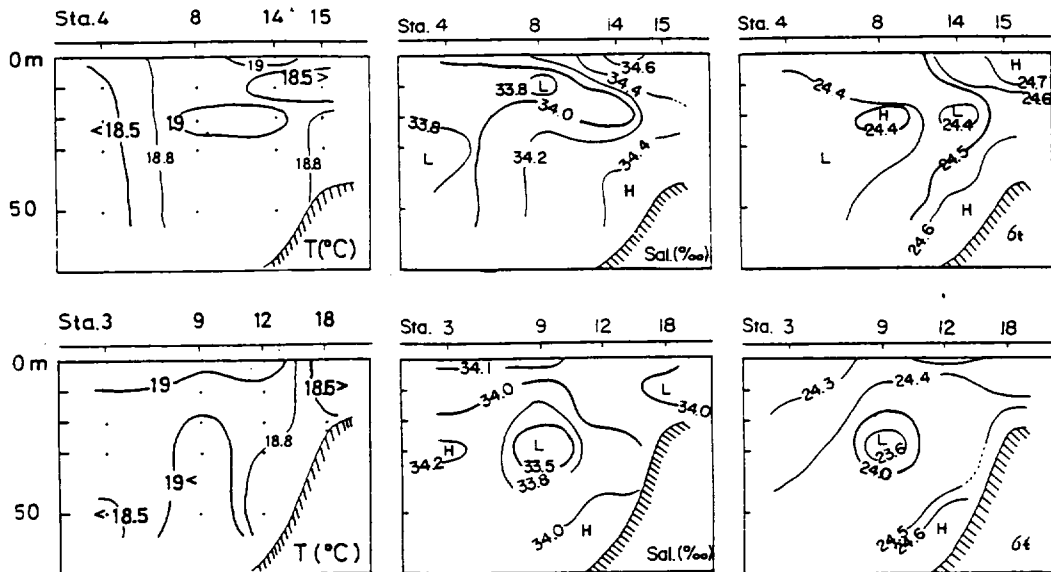 Sta.4 8 14 15
0m
50
19
18.5 >
19
< 18.5
18.8
18.8
T(°C)
Sta. 4 8 14 15
34.6
33.8 L
34.4
34.0
33.8
L
34.2
34.4
H
Sal.(‰)
Sta. 4 8 14 15
H
24.7
24.6
24.4
H
24.4
L
24.4
L
24.5
H
24.6
σt
Sta.3 9 12 18
0m
50
19
18.5>
18.8
19<
<18.5
T(°C)
Sta. 3 9 12 18
34.1
34.0
L
34.0
H
34.2
L
33.5
33.8
34.0
H
Sal.(‰)
Sta. 3 9 12 18
24.3
24.4
L
23.6
24.0
24.5
24.6
H
σt